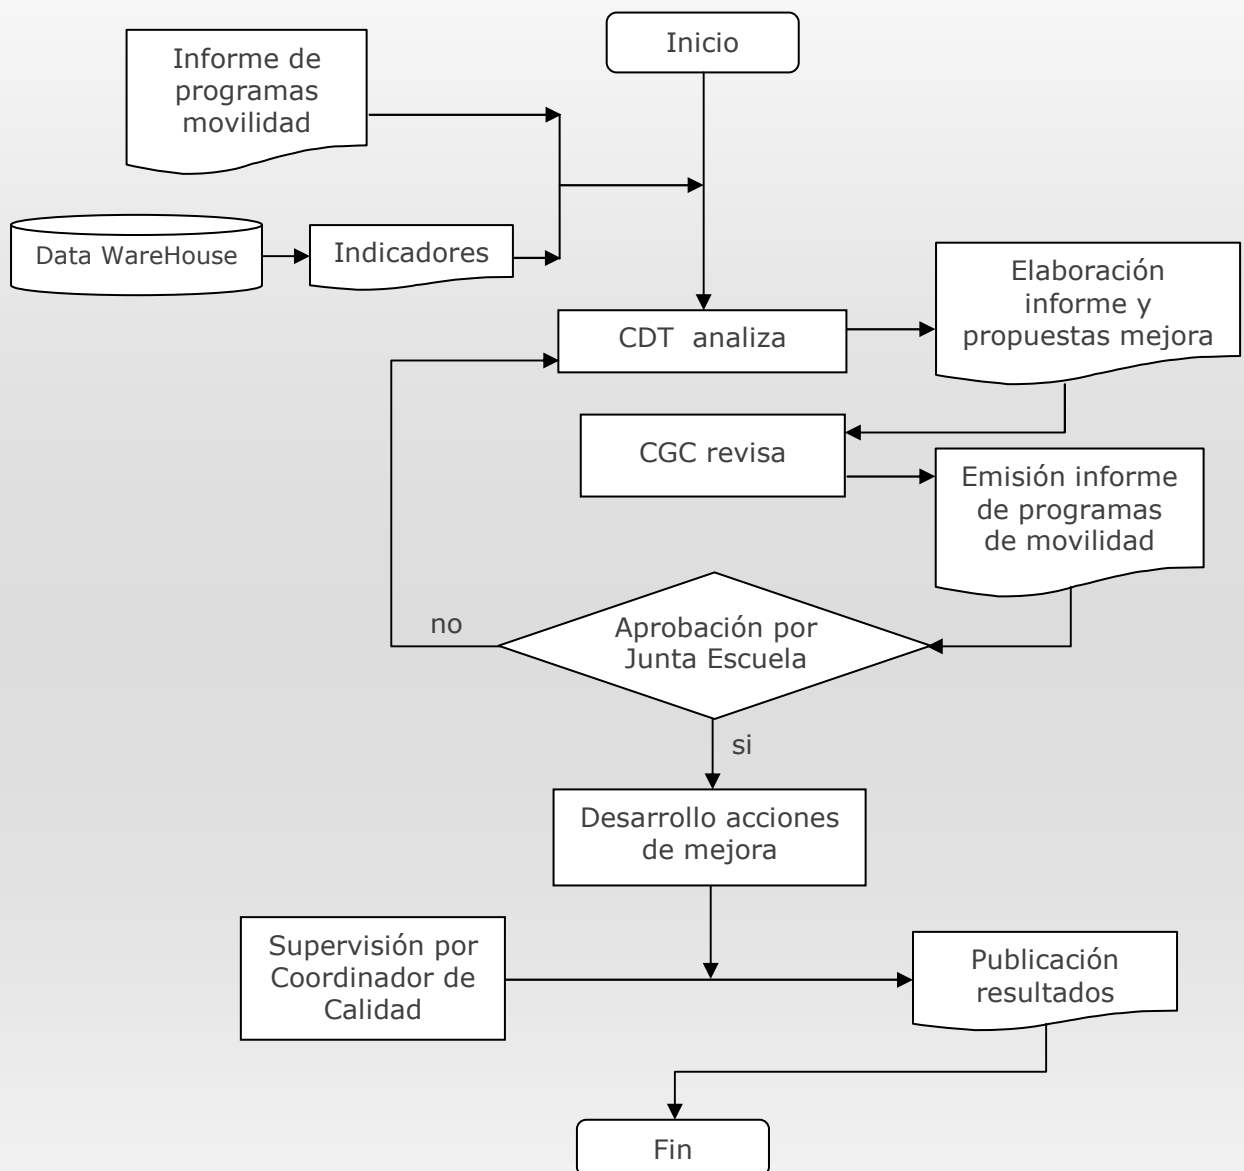 Inicio
Informe de
programas
movilidad
Data WareHouse
Indicadores
CDT analiza
Elaboración
informe y
propuestas mejora
CGC revisa
Emisión informe
de programas
de movilidad
Aprobación por
Junta Escuela
no
si
Desarrollo acciones
de mejora
Supervisión por
Coordinador de
Calidad
Publicación
resultados
Fin